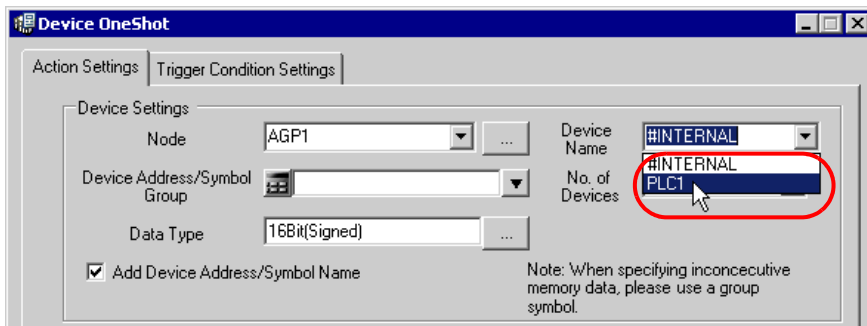 Device OneShot
Action Settings
Trigger Condition Settings
Device Settings
Node
AGP1
...
Device
Name
#INTERNAL
#INTERNAL
PLC1
Device Address/Symbol
Group
No. of
Devices
Data Type
16Bit(Signed)
...
Add Device Address/Symbol Name
Note: When specifying inconcecutive
memory data, please use a group
symbol.